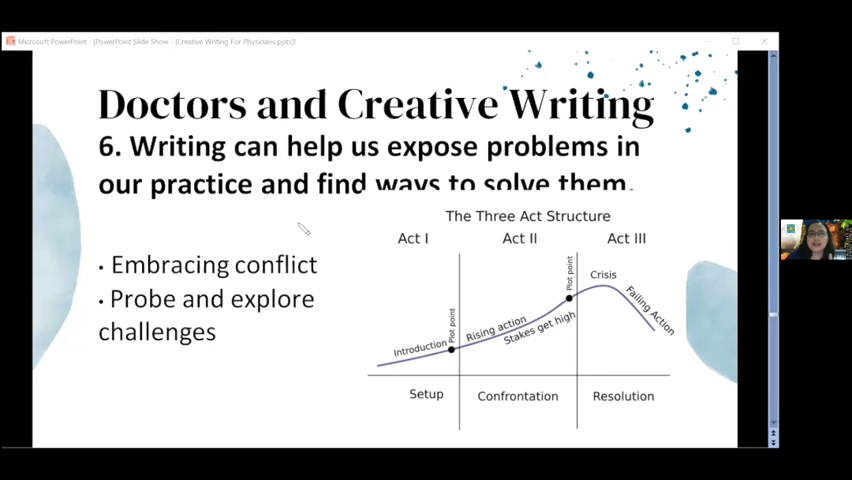 Microsoft PowerPoint - [PowerPoint Slide Show - [Creative Writing For Physicians.pptx]]
Doctors and Creative Writing
6. Writing can help us expose problems in
our practice and find ways to solve them.
• Embracing conflict
• Probe and explore
challenges
The Three Act Structure
Act I
Act II
Act III
Introduction
Plot point
Rising action
Stakes get high
Plot point
Crisis
Falling Action
Setup
Confrontation
Resolution